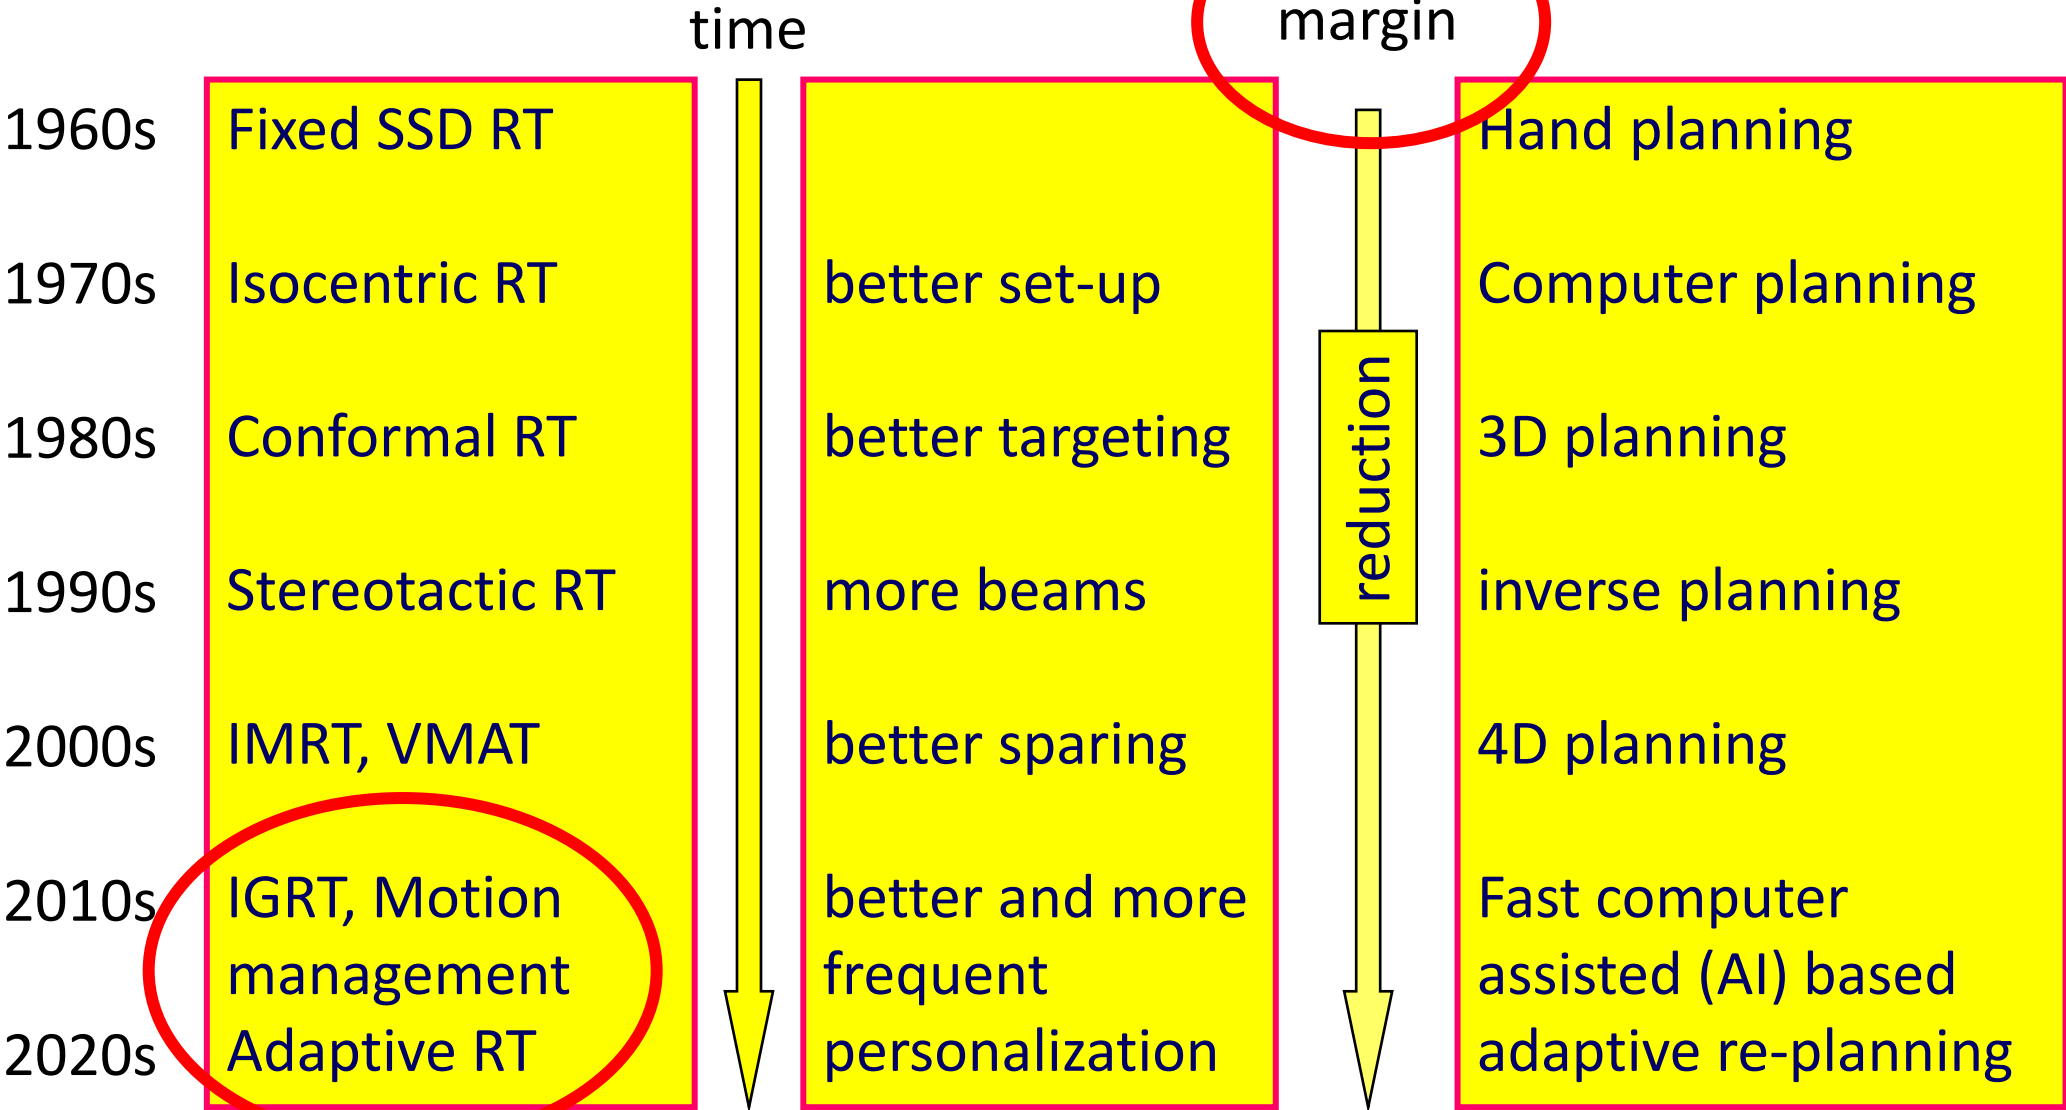 time
margin
1960s
Fixed SSD RT
Hand planning
1970s
Isocentric RT
better set-up
Computer planning
reduction
1980s
Conformal RT
better targeting
3D planning
1990s
Stereotactic RT
more beams
inverse planning
2000s
IMRT, VMAT
better sparing
4D planning
2010s
IGRT, Motion
management
better and more
frequent
Fast computer
assisted (AI) based
2020s
Adaptive RT
personalization
adaptive re-planning